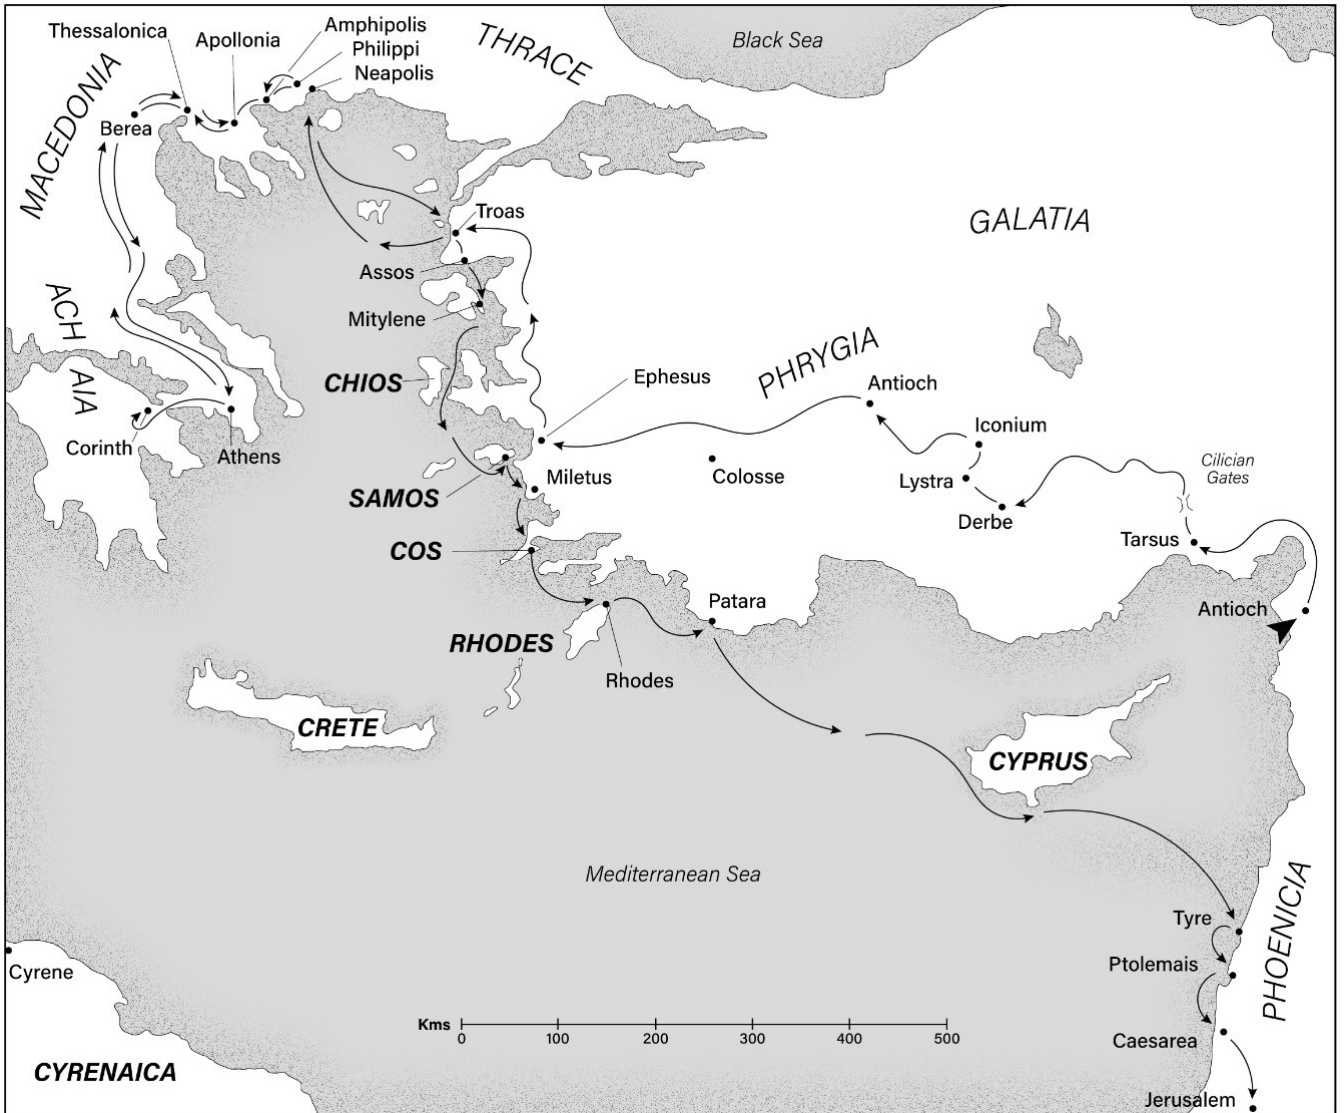 Thessalonica
Apollonia
Amphipolis
Philippi
Neapolis
THRACE
Black Sea
MACEDONIA
Berea
Troas
GALATIA
Assos
Mitylene
ACH
AIA
CHIOS
Ephesus
PHRYGIA
Antioch
Iconium
Corinth
Athens
Colosse
Lystra
Cilician
Gates
Miletus
SAMOS
Derbe
COS
Tarsus
Patara
Antioch
RHODES
Rhodes
CRETE
CYPRUS
Mediterranean Sea
Tyre
PHOENICIA
Ptolemais
Cyrene
Kms
0 100 200 300 400 500
Caesarea
CYRENAICA
Jerusalem